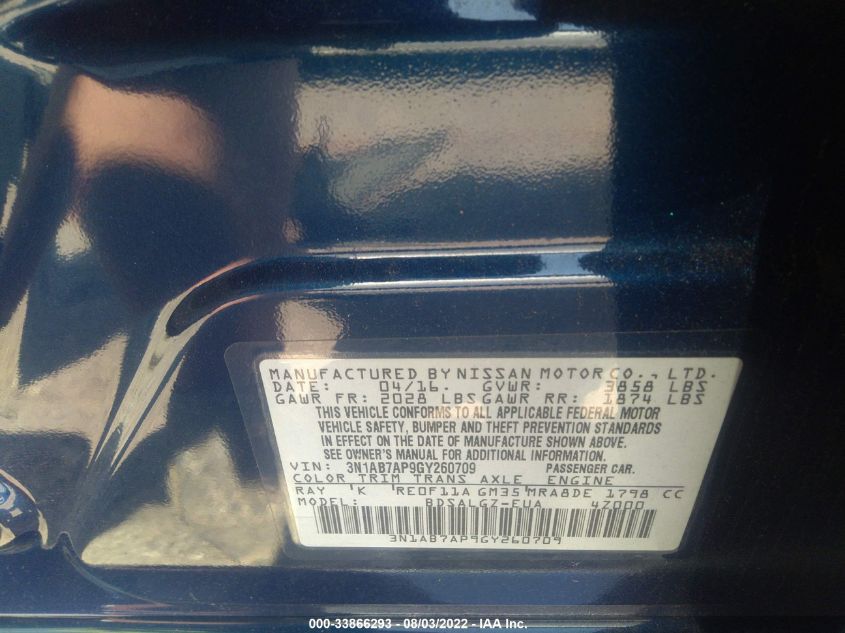 MANUFACTURED BY NISSAN MOTOR CO., LTD.
DATE: 04/16. GVWR: 3858 LBS
GAWR FR: 2028 LBS GAWR RR: 1874 LBS
THIS VEHICLE CONFORMS TO ALL APPLICABLE FEDERAL MOTOR
VEHICLE SAFETY, BUMPER AND THEFT PREVENTION STANDARDS
IN EFFECT ON THE DATE OF MANUFACTURE SHOWN ABOVE.
SEE OWNER'S MANUAL FOR ADDITIONAL INFORMATION.
VIN: 3N1AB7AP9GY260709 PASSENGER CAR.
COLOR TRIM TRANS AXLE ENGINE
RAY 'K RE0F11A GM35 MRA8DE 1798 CC
MODEL: BDSALGZ-EUA 4Z000
3N1AB7AP9GY260709
000-33866293 - 08/03/2022 - IAA Inc.